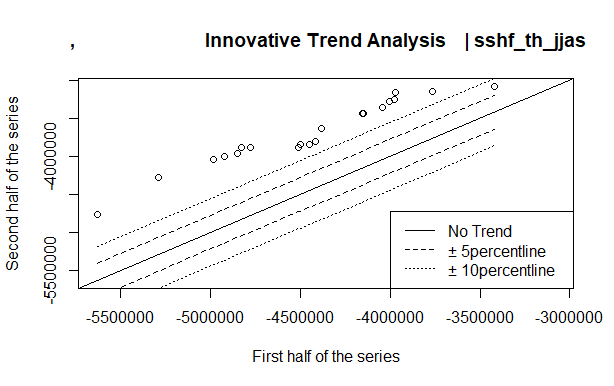 , Innovative Trend Analysis | sshf_th_jjas
Second half of the series
-4000000
-5500000
No Trend
± 5percentline
± 10percentline
-5500000 -5000000 -4500000 -4000000 -3500000 -3000000
First half of the series